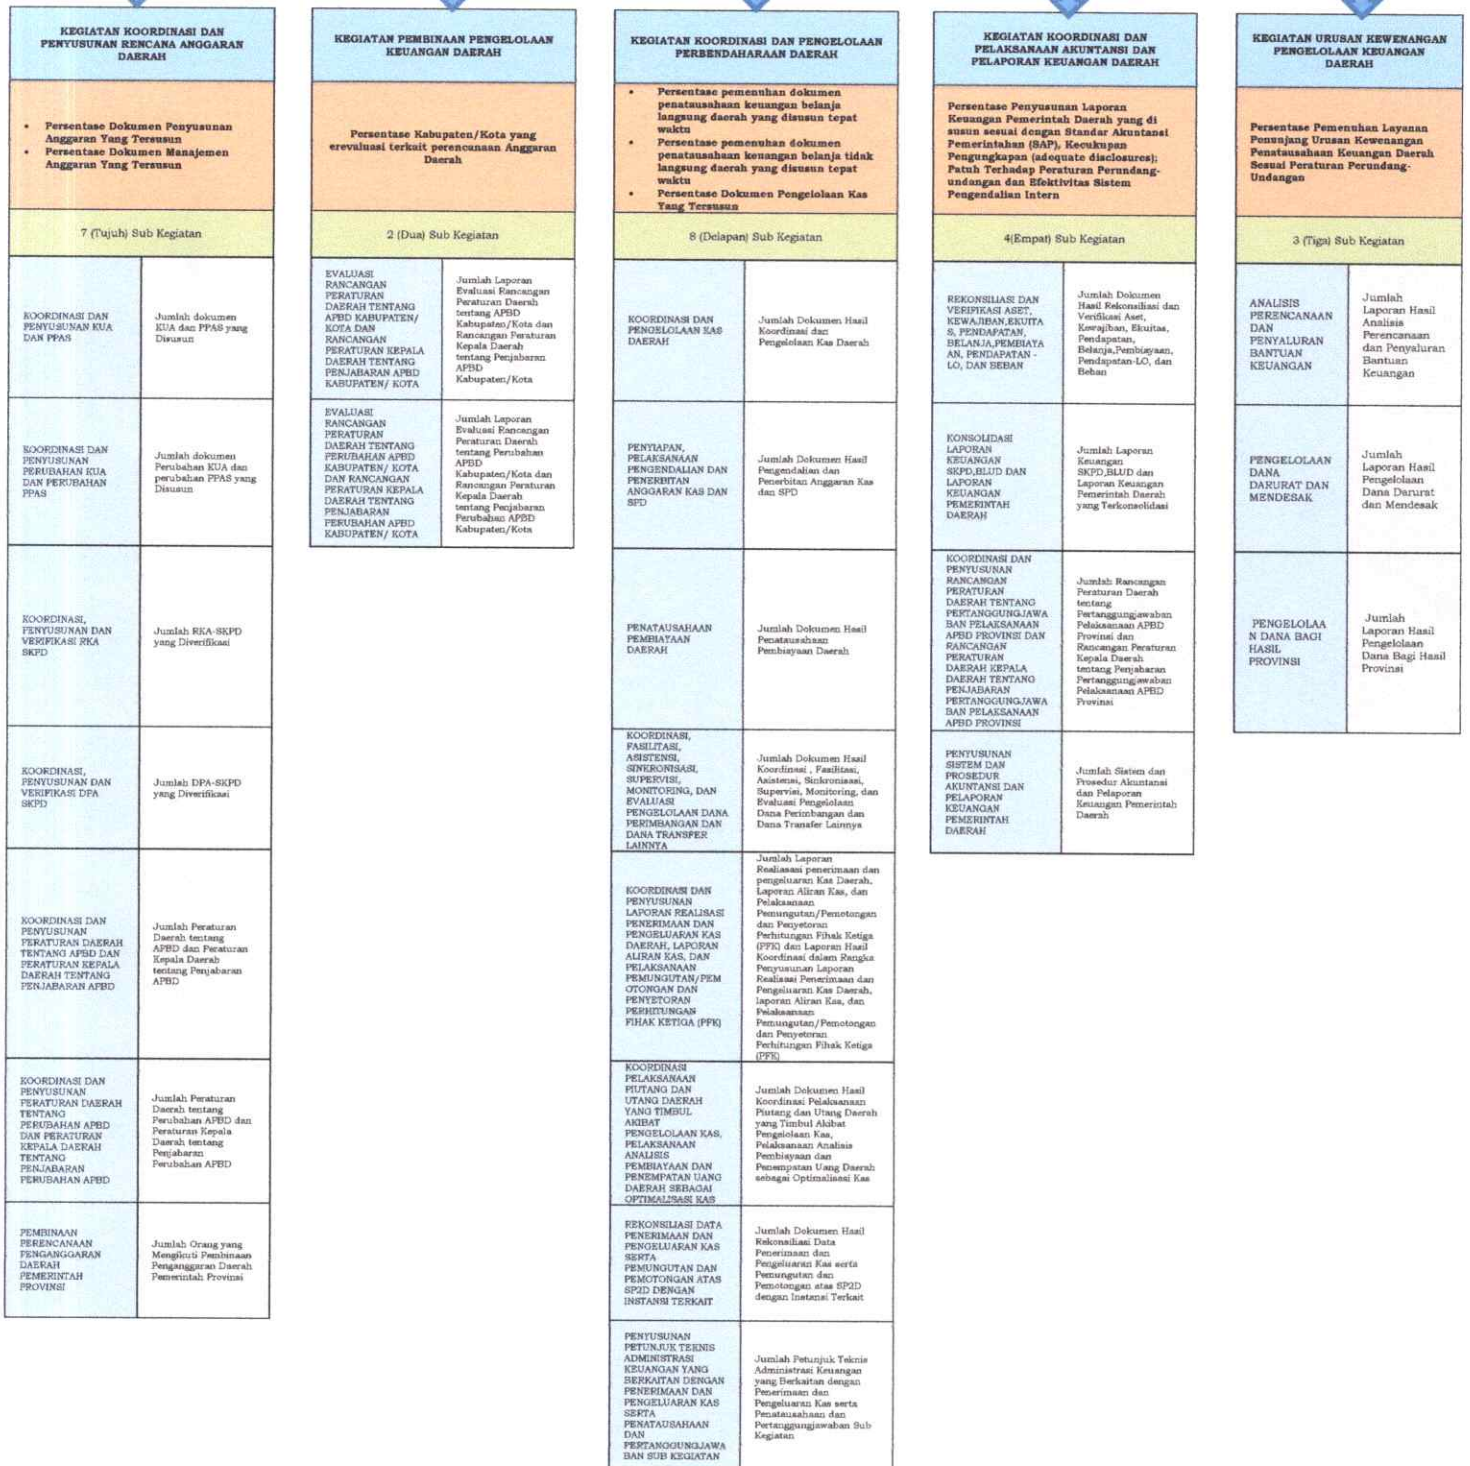 KEGIATAN KOORDINASI DAN
PENYUSUNAN RENCANA ANGGARAN
DAERAH
• Persentase Dokumen Penyusunan
Anggaran Yang Tersusun
• Persentase Dokumen Manajemen
Anggaran Yang Tersusun
7 (Tujuh) Sub Kegiatan
KOORDINASI DAN
PENYUSUNAN KUA
DAN PPAS
Jumlah dokumen
KUA dan PPAS yang
Disusun
KOORDINASI DAN
PENYUSUNAN
PERUBAHAN KUA
DAN PERUBAHAN
PPAS
Jumlah dokumen
Perubahan KUA dan
perubahan PPAS yang
Disusun
KOORDINASI,
PENYUSUNAN DAN
VERIFIKASI RKA
SKPD
Jumlah RKA-SKPD
yang Diverifikasi
KOORDINASI,
PENYUSUNAN DAN
VERIFIKASI DPA
SKPD
Jumlah DPA-SKPD
yang Diverifikasi
KOORDINASI DAN
PENYUSUNAN
PERATURAN DAERAH
TENTANG APBD DAN
PERATURAN KEPALA
DAERAH TENTANG
PENJABARAN APBD
Jumlah Peraturan
Daerah tentang
APBD dan Peraturan
Kepala Daerah
tentang Penjabaran
APBD
KOORDINASI DAN
PENYUSUNAN
PERATURAN DAERAH
TENTANG
PERUBAHAN APBD
DAN PERATURAN
KEPALA DAERAH
TENTANG
PENJABARAN
PERUBAHAN APBD
Jumlah Peraturan
Daerah tentang
Perubahan APBD dan
Peraturan Kepala
Daerah tentang
Penjabaran
Perubahan APBD
PEMBINAAN
PERENCANAAN
PENGANGGARAN
DAERAH
PEMERINTAH
PROVINSI
Jumlah Orang yang
Mengikuti Pembinaan
Penganggaran Daerah
Pemerintah Provinsi
KEGIATAN PEMBINAAN PENGELOLAAN
KEUANGAN DAERAH
Persentase Kabupaten/Kota yang
erevaluasi terkait perencanaan Anggaran
Daerah
2 (Dua) Sub Kegiatan
EVALUASI
RANCANGAN
PERATURAN
DAERAH TENTANG
APBD KABUPATEN/
KOTA DAN
RANCANGAN
PERATURAN KEPALA
DAERAH TENTANG
PENJABARAN APBD
KABUPATEN/ KOTA
Jumlah Laporan
Evaluasi Rancangan
Peraturan Daerah
tentang APBD
Kabupaten/Kota dan
Rancangan Peraturan
Kepala Daerah
tentang Penjabaran
APBD
Kabupaten/Kota
EVALUASI
RANCANGAN
PERATURAN
DAERAH TENTANG
PERUBAHAN APBD
KABUPATEN/ KOTA
DAN RANCANGAN
PERATURAN KEPALA
DAERAH TENTANG
PENJABARAN
PERUBAHAN APBD
KABUPATEN/ KOTA
Jumlah Laporan
Evaluasi Rancangan
Peraturan Daerah
tentang Perubahan
APBD
Kabupaten/Kota dan
Rancangan Peraturan
Kepala Daerah
tentang Penjabaran
Perubahan APBD
Kabupaten/Kota
KEGIATAN KOORDINASI DAN PENGELOLAAN
PERBENDAHARAAN DAERAH
• Persentase pemenuhan dokumen
penatausahaan keuangan belanja
langsung daerah yang disusun tepat
waktu
• Persentase pemenuhan dokumen
penatausahaan keuangan belanja tidak
langsung daerah yang disusun tepat
waktu
• Persentase Dokumen Pengelolaan Kas
Yang Tersusun
8 (Delapan) Sub Kegiatan
KOORDINASI DAN
PENGELOLAAN KAS
DAERAH
Jumlah Dokumen Hasil
Koordinasi dan
Pengelolaan Kas Daerah
PENYIAPAN,
PELAKSANAAN
PENGENDALIAN DAN
PENERBITAN
ANGGARAN KAS DAN
SPD
Jumlah Dokumen Hasil
Pengendalian dan
Penerbitan Anggaran Kas
dan SPD
PENATAUSAHAAN
PEMBIAYAAN
DAERAH
Jumlah Dokumen Hasil
Penatausahaan
Pembiayaan Daerah
KOORDINASI,
FASILITASI,
ASISTENSI,
SINKRONISASI,
SUPERVISI,
MONITORING, DAN
EVALUASI
PENGELOLAAN DANA
PERIMBANGAN DAN
DANA TRANSFER
LAINNYA
Jumlah Dokumen Hasil
Koordinasi , Fasilitasi,
Asistensi, Sinkronisasi,
Supervisi, Monitoring, dan
Evaluasi Pengelolaan
Dana Perimbangan dan
Dana Transfer Lainnya
KOORDINASI DAN
PENYUSUNAN
LAPORAN REALISASI
PENERIMAAN DAN
PENGELUARAN KAS
DAERAH, LAPORAN
ALIRAN KAS, DAN
PELAKSANAAN
PEMUNGUTAN/PEM
OTONGAN DAN
PENYETORAN
PERHITUNGAN
FIHAK KETIGA (PFK)
Jumlah Laporan
Realiasasi penerimaan dan
pengeluaran Kas Daerah,
Laporan Aliran Kas, dan
Pelaksanaan
Pemungutan/Pemotongan
dan Penyetoran
Perhitungan Fihak Ketiga
(PFK) dan Laporan Hasil
Koordinasi dalam Rangka
Penyusunan Laporan
Realisasi Penerimaan dan
Pengeluaran Kas Daerah,
laporan Aliran Kas, dan
Pelaksanaan
Pemungutan/Pemotongan
dan Penyetoran
Perhitungan Fihak Ketiga
(PFK)
KOORDINASI
PELAKSANAAN
PIUTANG DAN
UTANG DAERAH
YANG TIMBUL
AKIBAT
PENGELOLAAN KAS,
PELAKSANAAN
ANALISIS
PEMBIAYAAN DAN
PENEMPATAN UANG
DAERAH SEBAGAI
OPTIMALISASI KAS
Jumlah Dokumen Hasil
Koordinasi Pelaksanaan
Piutang dan Utang Daerah
yang Timbul Akibat
Pengelolaan Kas,
Pelaksanaan Analisis
Pembiayaan dan
Penempatan Uang Daerah
sebagai Optimalisasi Kas
REKONSILIASI DATA
PENERIMAAN DAN
PENGELUARAN KAS
SERTA
PEMUNGUTAN DAN
PEMOTONGAN ATAS
SP2D DENGAN
INSTANSI TERKAIT
Jumlah Dokumen Hasil
Rekonsiliasi Data
Penerimaan dan
Pengeluaran Kas serta
Pemungutan dan
Pemotongan atas SP2D
dengan Instansi Terkait
PENYUSUNAN
PETUNJUK TEKNIS
ADMINISTRASI
KEUANGAN YANG
BERKAITAN DENGAN
PENERIMAAN DAN
PENGELUARAN KAS
SERTA
PENATAUSAHAAN
DAN
PERTANGGUNGJAWA
BAN SUB KEGIATAN
Jumlah Petunjuk Teknis
Administrasi Keuangan
yang Berkaitan dengan
Penerimaan dan
Pengeluaran Kas serta
Penatausahaan dan
Pertanggungjawaban Sub
Kegiatan
KEGIATAN KOORDINASI DAN
PELAKSANAAN AKUNTANSI DAN
PELAPORAN KEUANGAN DAERAH
Persentase Penyusunan Laporan
Keuangan Pemerintah Daerah yang di
susun sesuai dengan Standar Akuntansi
Pemerintahan (SAP), Kecukupan
Pengungkapan (adequate disclosures);
Patuh Terhadap Peraturan Perundang-
undangan dan Efektivitas Sistem
Pengendalian Intern
4(Empat) Sub Kegiatan
REKONSILIASI DAN
VERIFIKASI ASET,
KEWAJIBAN,EKUITA
S, PENDAPATAN,
BELANJA,PEMBIAYA
AN, PENDAPATAN -
LO, DAN BEBAN
Jumlah Dokumen
Hasil Rekonsiliasi dan
Verifikasi Aset,
Kewajiban, Ekuitas,
Pendapatan,
Belanja,Pembiayaan,
Pendapatan-LO, dan
Beban
KONSOLIDASI
LAPORAN
KEUANGAN
SKPD,BLUD DAN
LAPORAN
KEUANGAN
PEMERINTAH
DAERAH
Jumlah Laporan
Keuangan
SKPD,BLUD dan
Laporan Keuangan
Pemerintah Daerah
yang Terkonsolidasi
KOORDINASI DAN
PENYUSUNAN
RANCANGAN
PERATURAN
DAERAH TENTANG
PERTANGGUNGJAWA
BAN PELAKSANAAN
APBD PROVINSI DAN
RANCANGAN
PERATURAN
DAERAH KEPALA
DAERAH TENTANG
PENJABARAN
PERTANGGUNGJAWA
BAN PELAKSANAAN
APBD PROVINSI
Jumlah Rancangan
Peraturan Daerah
tentang
Pertanggungjawaban
Pelaksanaan APBD
Provinsi dan
Rancangan Peraturan
Kepala Daerah
tentang Penjabaran
Pertanggungjawaban
Pelaksanaan APBD
Provinsi
PENYUSUNAN
SISTEM DAN
PROSEDUR
AKUNTANSI DAN
PELAPORAN
KEUANGAN
PEMERINTAH
DAERAH
Jumlah Sistem dan
Prosedur Akuntansi
dan Pelaporan
Keuangan Pemerintah
Daerah
KEGIATAN URUSAN KEWENANGAN
PENGELOLAAN KEUANGAN
DAERAH
Persentase Pemenuhan Layanan
Penunjang Urusan Kewenangan
Penatausahaan Keuangan Daerah
Sesuai Peraturan Perundang-
Undangan
3 (Tiga) Sub Kegiatan
ANALISIS
PERENCANAAN
DAN
PENYALURAN
BANTUAN
KEUANGAN
Jumlah
Laporan Hasil
Analisis
Perencanaan
dan Penyaluran
Bantuan
Keuangan
PENGELOLAAN
DANA
DARURAT DAN
MENDESAK
Jumlah
Laporan Hasil
Pengelolaan
Dana Darurat
dan Mendesak
PENGELOLAA
N DANA BAGI
HASIL
PROVINSI
Jumlah
Laporan Hasil
Pengelolaan
Dana Bagi Hasil
Provinsi